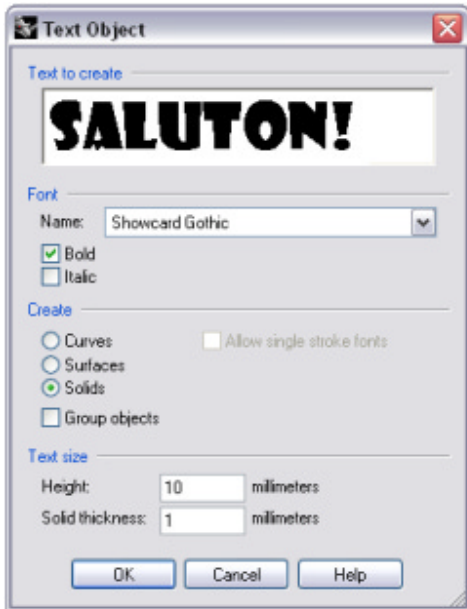 Text Object
Text to create
SALUTON!
Font
Name: Showcard Gothic
Bold
Italic
Create
Curves Allow single stroke fonts
Surfaces
Solids
Group objects
Text size
Height: 10 millimeters
Solid thickness: 1 millimeters
OK Cancel Help